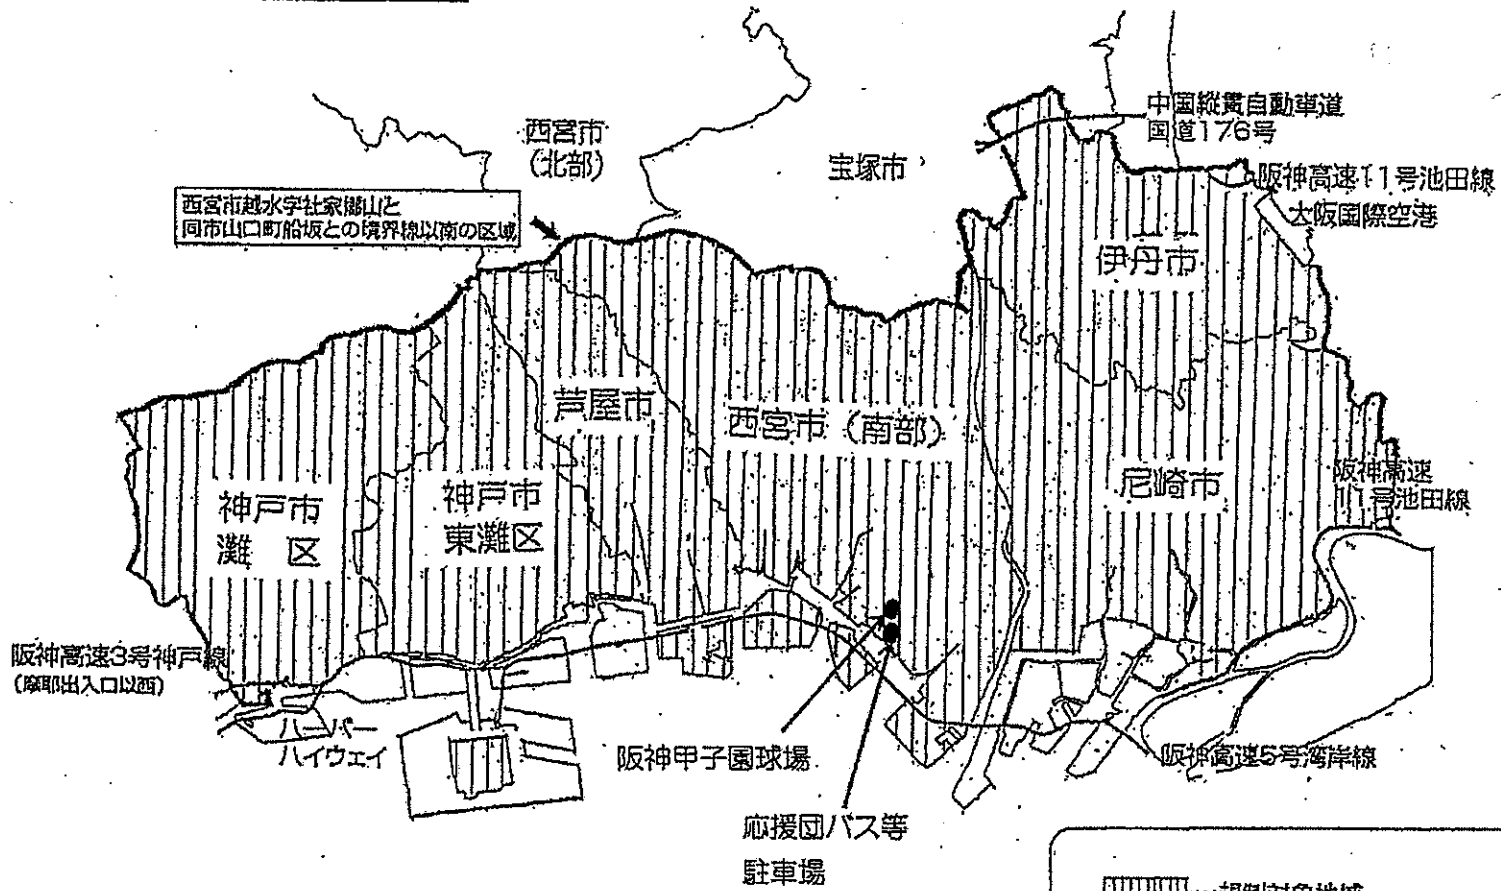 中国縦貫自動車道
国道176号
西宮市
(北部)
宝塚市
阪神高速11号池田線
大阪国際空港
西宮市越水字社家郷山と
同市山口町船坂との境界線以南の区域
伊丹市
芦屋市
西宮市(南部)
阪神高速
11号池田線
尼崎市
神戸市
灘 区
神戸市
東灘区
阪神高速3号神戸線
(摩耶出入口以西)
ハーバー
ハイウェイ
阪神甲子園球場
阪神高速5号湾岸線
応援団バス等
駐車場